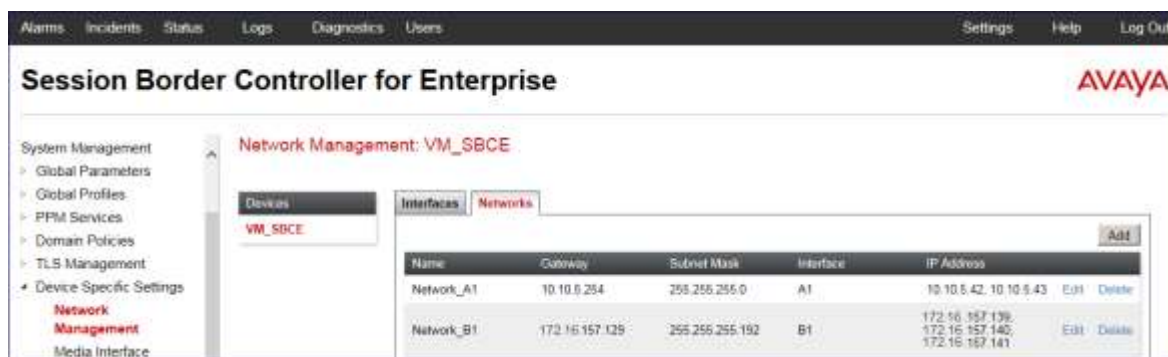 Alarms Incidents Status Logs Diagnostics Users Settings Help Log Out
Session Border Controller for Enterprise
AVAYA
System Management
Global Parameters
Global Profiles
PPM Services
Domain Policies
TLS Management
Device Specific Settings
Network
Management
Media Interface
Network Management: VM_SBCE
Devices
VM_SBCE
Interfaces Networks
Add
Name Gateway Subnet Mask Interface IP Address
Network_A1 10.10.5.254 255.255.255.0 A1 10.10.5.42, 10.10.5.43 Edit Delete
Network_B1 172.16.157.129 255.255.255.192 B1 172.16.157.139,
172.16.157.140,
172.16.157.141
Edit Delete